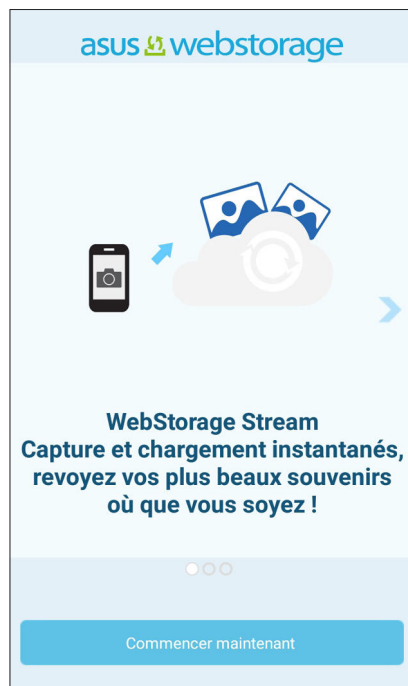 asus webstorage
WebStorage Stream
Capture et chargement instantanés,
revoyez vos plus beaux souvenirs
où que vous soyez !
Commencer maintenant